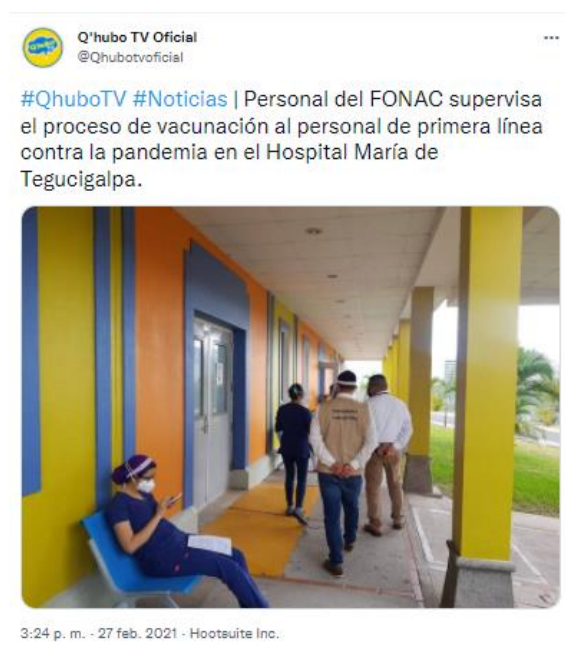 Q'hubo TV Oficial
@Qhubotvoficial
#QhuboTV #Noticias | Personal del FONAC supervisa
el proceso de vacunación al personal de primera línea
contra la pandemia en el Hospital María de
Tegucigalpa.
3:24 p. m. · 27 feb. 2021 · Hootsuite Inc.